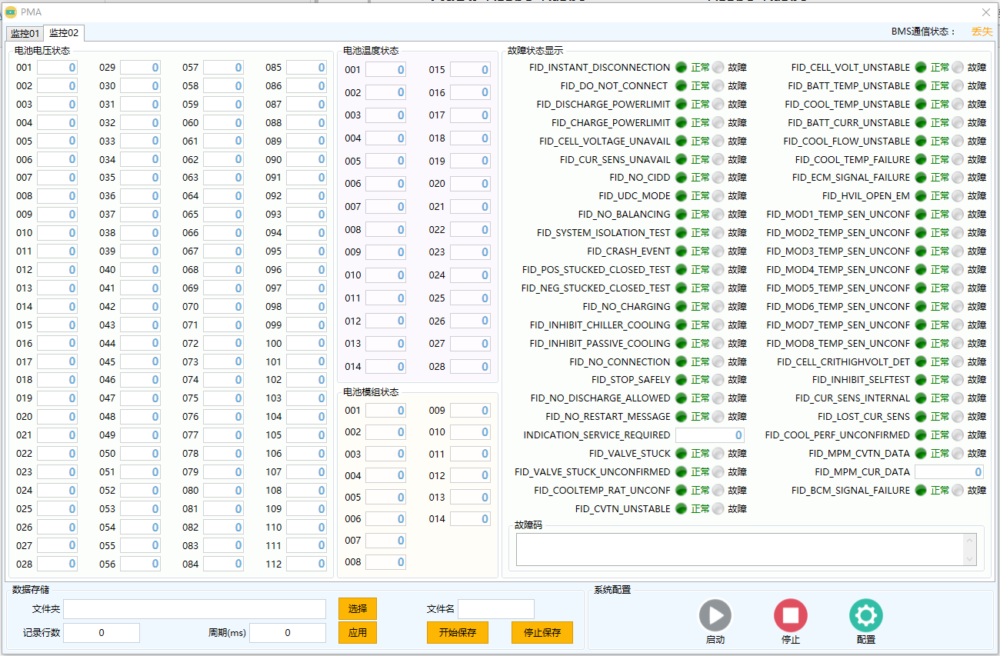 PMA
监控01 监控02 BMS通信状态： 丢失
电池电压状态
001 0 029 0 057 0 085 0
002 0 030 0 058 0 086 0
003 0 031 0 059 0 087 0
004 0 032 0 060 0 088 0
005 0 033 0 061 0 089 0
006 0 034 0 062 0 090 0
007 0 035 0 063 0 091 0
008 0 036 0 064 0 092 0
009 0 037 0 065 0 093 0
010 0 038 0 066 0 094 0
011 0 039 0 067 0 095 0
012 0 040 0 068 0 096 0
013 0 041 0 069 0 097 0
014 0 042 0 070 0 098 0
015 0 043 0 071 0 099 0
016 0 044 0 072 0 100 0
017 0 045 0 073 0 101 0
018 0 046 0 074 0 102 0
019 0 047 0 075 0 103 0
020 0 048 0 076 0 104 0
021 0 049 0 077 0 105 0
022 0 050 0 078 0 106 0
023 0 051 0 079 0 107 0
024 0 052 0 080 0 108 0
025 0 053 0 081 0 109 0
026 0 054 0 082 0 110 0
027 0 055 0 083 0 111 0
028 0 056 0 084 0 112 0
电池温度状态
001 0 015 0
002 0 016 0
003 0 017 0
004 0 018 0
005 0 019 0
006 0 020 0
007 0 021 0
008 0 022 0
009 0 023 0
010 0 024 0
011 0 025 0
012 0 026 0
013 0 027 0
014 0 028 0
电池模组状态
001 0 009 0
002 0 010 0
003 0 011 0
004 0 012 0
005 0 013 0
006 0 014 0
007 0
008 0
故障状态显示
FID_INSTANT_DISCONNECTION 正常 故障 FID_CELL_VOLT_UNSTABLE 正常 故障
FID_DO_NOT_CONNECT 正常 故障 FID_BATT_TEMP_UNSTABLE 正常 故障
FID_DISCHARGE_POWERLIMIT 正常 故障 FID_COOL_TEMP_UNSTABLE 正常 故障
FID_CHARGE_POWERLIMIT 正常 故障 FID_BATT_CURR_UNSTABLE 正常 故障
FID_CELL_VOLTAGE_UNAVAIL 正常 故障 FID_COOL_FLOW_UNSTABLE 正常 故障
FID_CUR_SENS_UNAVAIL 正常 故障 FID_COOL_TEMP_FAILURE 正常 故障
FID_NO_CIDD 正常 故障 FID_ECM_SIGNAL_FAILURE 正常 故障
FID_UDC_MODE 正常 故障 FID_HVIL_OPEN_EM 正常 故障
FID_NO_BALANCING 正常 故障 FID_MOD1_TEMP_SEN_UNCONF 正常 故障
FID_SYSTEM_ISOLATION_TEST 正常 故障 FID_MOD2_TEMP_SEN_UNCONF 正常 故障
FID_CRASH_EVENT 正常 故障 FID_MOD3_TEMP_SEN_UNCONF 正常 故障
FID_POS_STUCKED_CLOSED_TEST 正常 故障 FID_MOD4_TEMP_SEN_UNCONF 正常 故障
FID_NEG_STUCKED_CLOSED_TEST 正常 故障 FID_MOD5_TEMP_SEN_UNCONF 正常 故障
FID_NO_CHARGING 正常 故障 FID_MOD6_TEMP_SEN_UNCONF 正常 故障
FID_INHIBIT_CHILLER_COOLING 正常 故障 FID_MOD7_TEMP_SEN_UNCONF 正常 故障
FID_INHIBIT_PASSIVE_COOLING 正常 故障 FID_MOD8_TEMP_SEN_UNCONF 正常 故障
FID_NO_CONNECTION 正常 故障 FID_CELL_CRITHIGHVOLT_DET 正常 故障
FID_STOP_SAFELY 正常 故障 FID_INHIBIT_SELFTEST 正常 故障
FID_NO_DISCHARGE_ALLOWED 正常 故障 FID_CUR_SENS_INTERNAL 正常 故障
FID_NO_RESTART_MESSAGE 正常 故障 FID_LOST_CUR_SENS 正常 故障
INDICATION_SERVICE_REQUIRED 0 FID_COOL_PERF_UNCONFIRMED 正常 故障
FID_VALVE_STUCK 正常 故障 FID_MPM_CVTN_DATA 正常 故障
FID_VALVE_STUCK_UNCONFIRMED 正常 故障 FID_MPM_CUR_DATA 0
FID_COOLTEMP_RAT_UNCONF 正常 故障 FID_BCM_SIGNAL_FAILURE 正常 故障
FID_CVTN_UNSTABLE 正常 故障
故障码
数据存储
文件夹 选择 文件名
记录行数 0 周期(ms) 0 应用 开始保存 停止保存
系统配置
启动 停止 配置